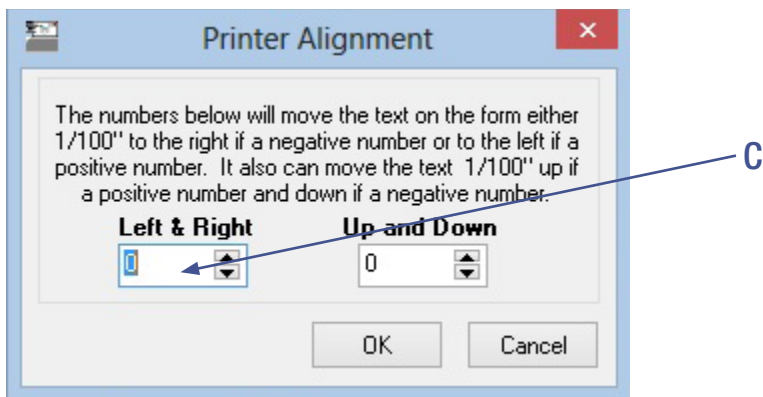 Printer Alignment
The numbers below will move the text on the form either
1/100" to the right if a negative number or to the left if a
positive number. It also can move the text 1/100" up if
a positive number and down if a negative number.
C
Left & Right Up and Down
0 0
OK Cancel